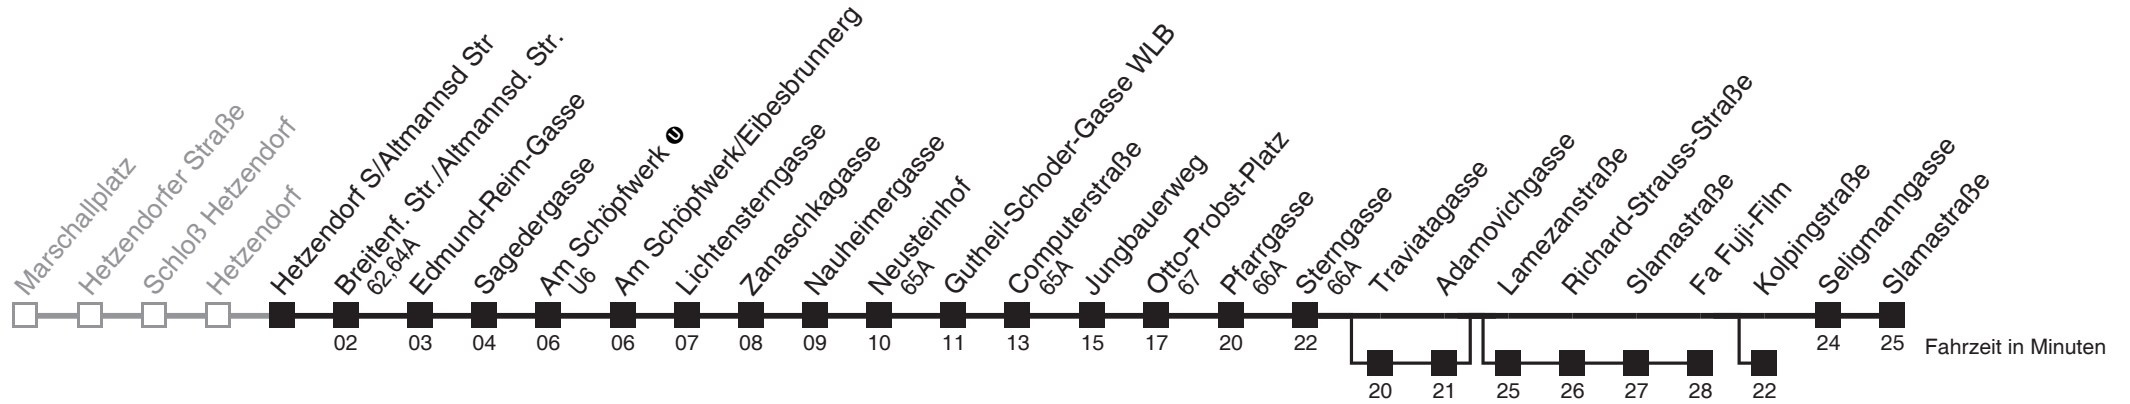 Marschallplatz
Hetzendorfer Straße
Schloß Hetzendorf
Hetzendorf
Hetzendorf S/Altmannsd Str
Breitenf. Str./Altmannsd. Str.
62,64A
Edmund-Reim-Gasse
Sagedergasse
Am Schöpfwerk U
U6
Am Schöpfwerk/Eibesbrunnerg
Lichtensterngasse
Zanaschkagasse
Nauheimergasse
Neusteinhof
65A
Gutheil-Schoder-Gasse WLB
Computerstraße
65A
Jungbauerweg
Otto-Probst-Platz
67
Pfarrgasse
66A
Sterngasse
66A
Traviatagasse
Adamovichgasse
Lamezanstraße
Richard-Strauss-Straße
Slamastraße
Fa Fuji-Film
Kolpingstraße
Seligmanngasse
Slamastraße
02 03 04 06 06 07 08 09 10 11 13 15 17 20 22 24 25 Fahrzeit in Minuten
20 21 25 26 27 28 22